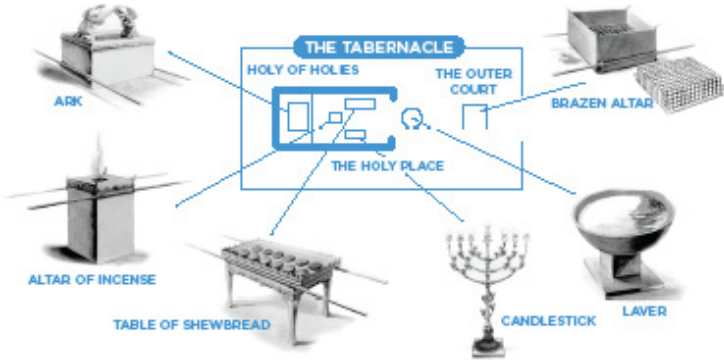 THE TABERNACLE
HOLY OF HOLIES
THE OUTER
COURT
ARK
BRAZEN ALTAR
THE HOLY PLACE
ALTAR OF INCENSE
TABLE OF SHEWBREAD
CANDLESTICK
LAVER